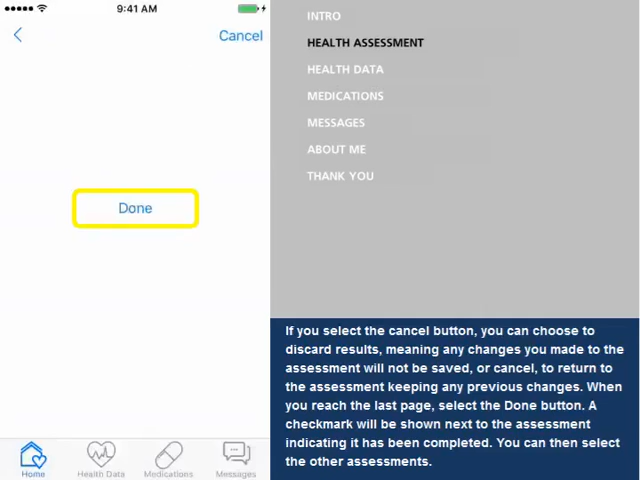 9:41 AM
Cancel
Done
Home
Health Data
Medications
Messages
INTRO
HEALTH ASSESSMENT
HEALTH DATA
MEDICATIONS
MESSAGES
ABOUT ME
THANK YOU
If you select the cancel button, you can choose to
discard results, meaning any changes you made to the
assessment will not be saved, or cancel, to return to
the assessment keeping any previous changes. When
you reach the last page, select the Done button. A
checkmark will be shown next to the assessment
indicating it has been completed. You can then select
the other assessments.